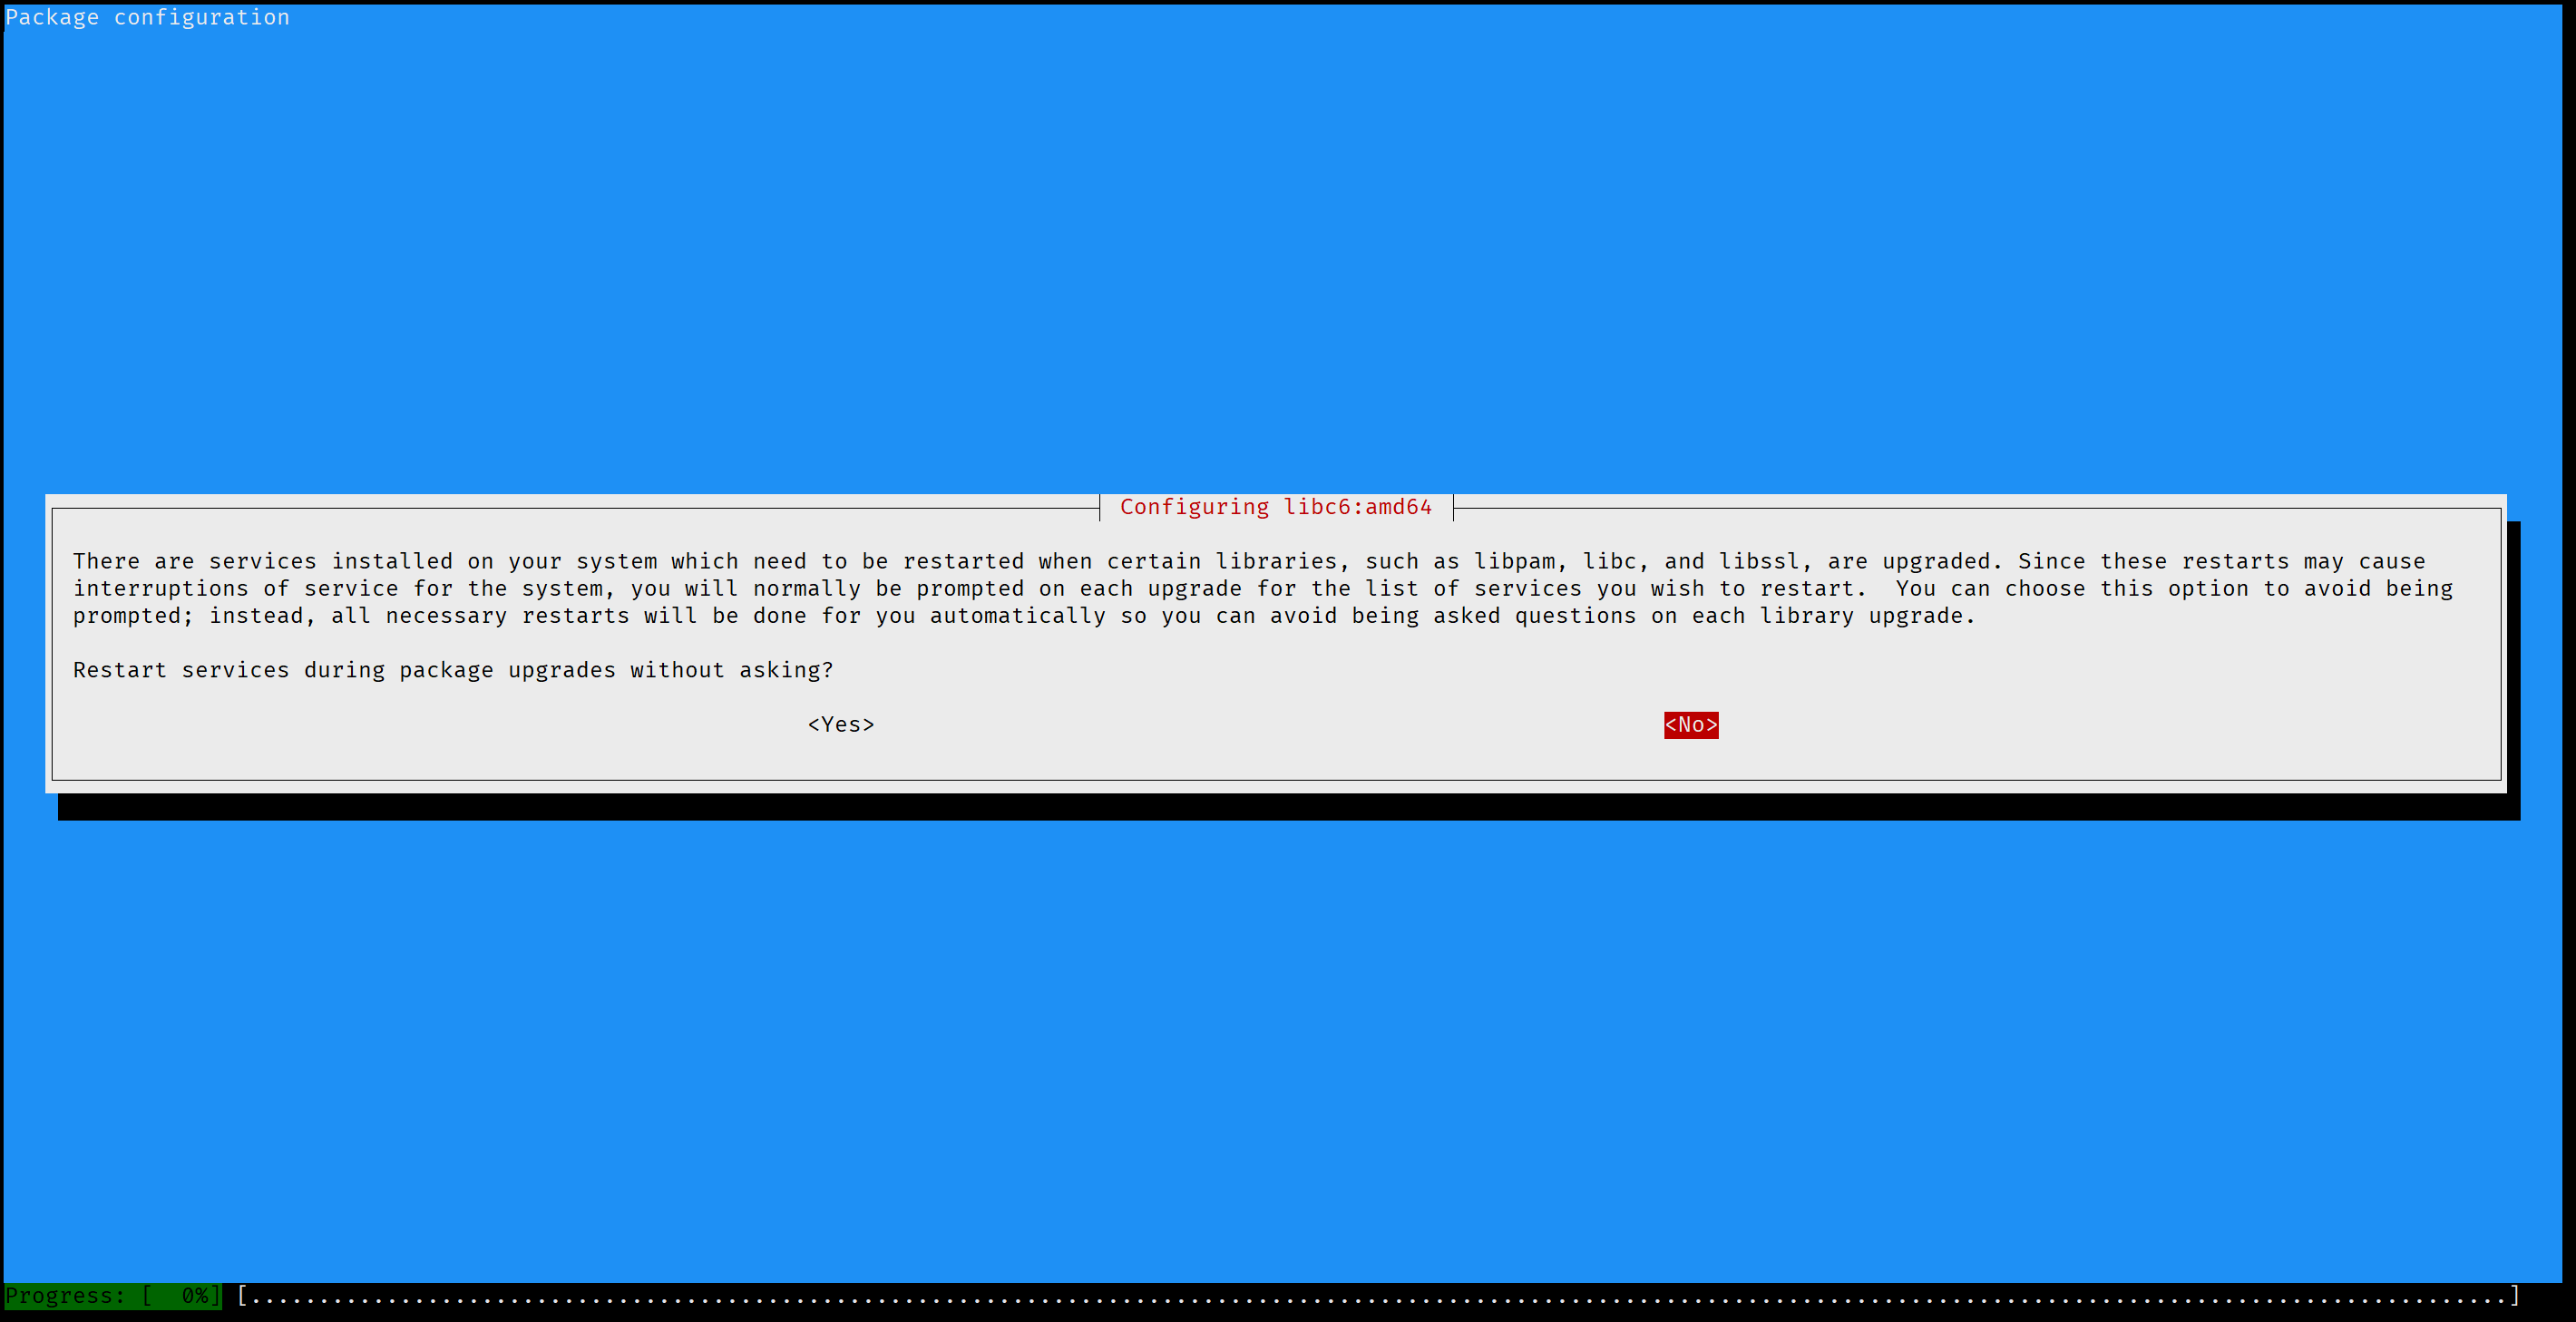 Package configuration
Configuring libc6:amd64
There are services installed on your system which need to be restarted when certain libraries, such as libpam, libc, and libssl, are upgraded. Since these restarts may cause
interruptions of service for the system, you will normally be prompted on each upgrade for the list of services you wish to restart.  You can choose this option to avoid being
prompted; instead, all necessary restarts will be done for you automatically so you can avoid being asked questions on each library upgrade.
Restart services during package upgrades without asking?
<Yes> <No>
Progress: [  0%] [......................................................................................................................................................................]